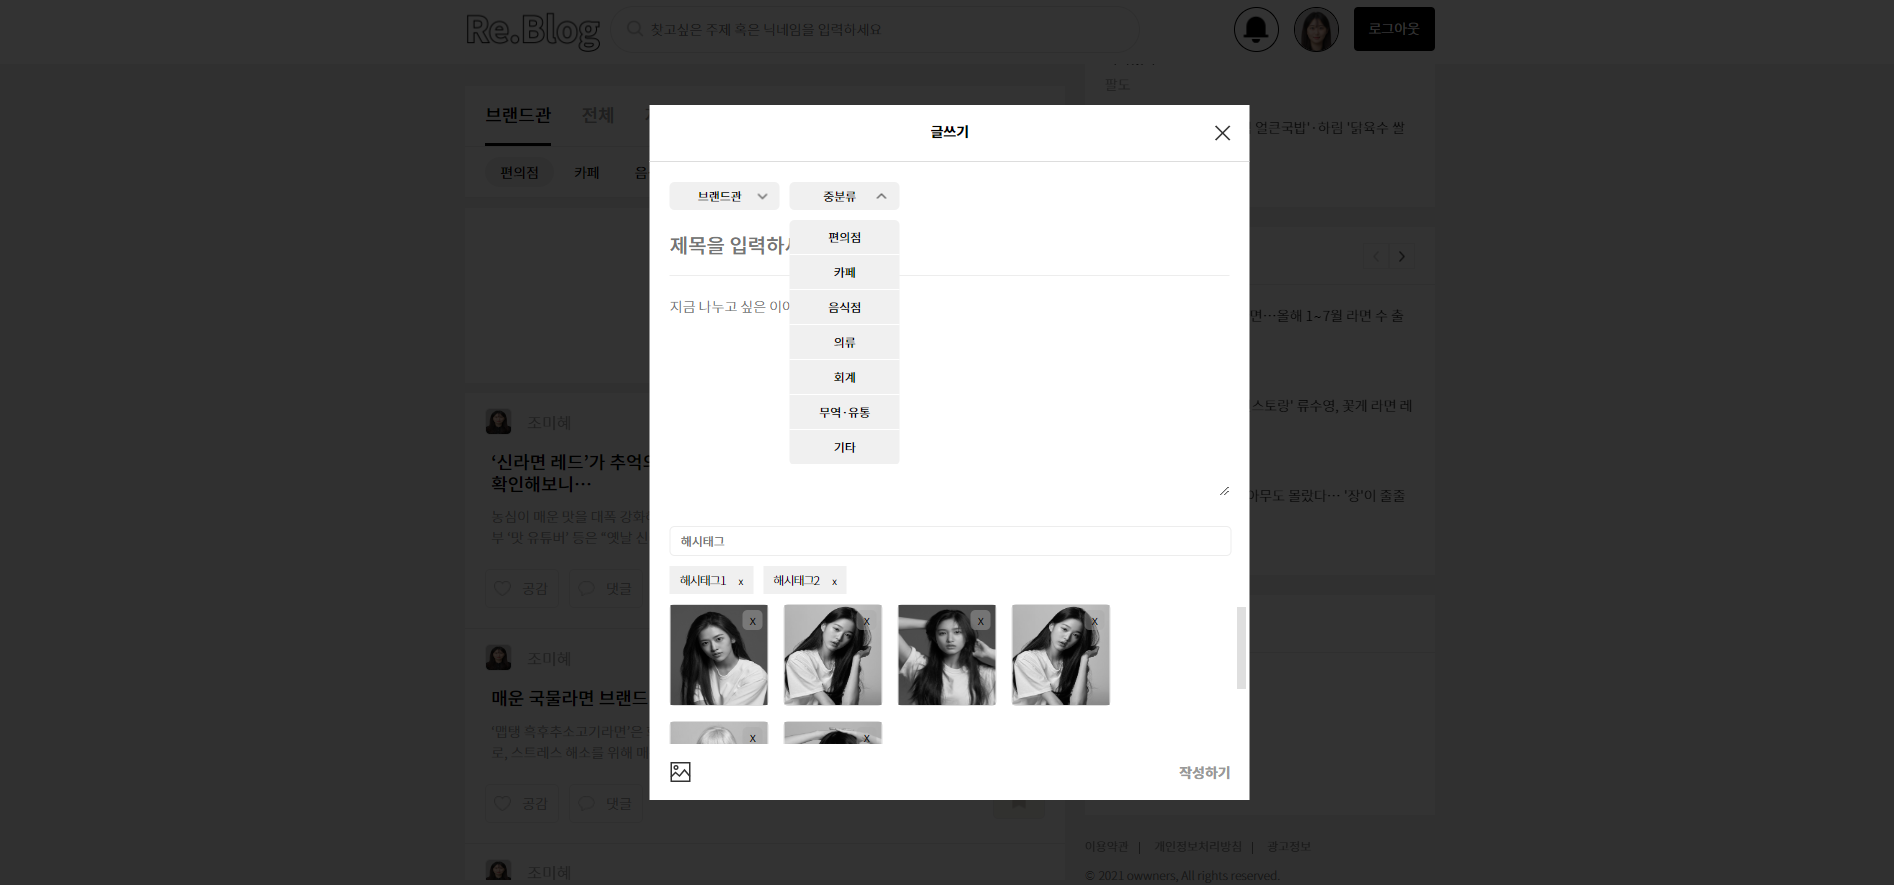 Re.Blog
찾고싶은 주제 혹은 닉네임을 입력하세요
로그아웃
브랜드관 전체
편의점 카페
팔도
얼큰국밥'·하림 '닭육수 쌀
글쓰기
브랜드관
중분류
제목을 입력하
편의점
카페
음식점
의류
회계
무역·유통
기타
지금 나누고 싶은 이
면…올해 1~7월 라면 수 출
스토랑' 류수영, 꽃게 라면 레
아무도 몰랐다… '장'이 줄줄
조미혜
‘신라면 레드’가 추억의
확인해보니…
농심이 매운 맛을 대폭 강화
부 '맛 유튜버' 등은 "옛날 신
공감
댓글
해시태그
해시태그1 x
해시태그2 x
x
x
x
x
x
x
작성하기
조미혜
매운 국물라면 브랜드
‘맵탱 흑후추소고기라면’은
로, 스트레스 해소를 위해 매
공감
댓글
조미혜
이용약관 | 개인정보처리방침 | 광고정보
© 2021 owwners, All rights reserved.